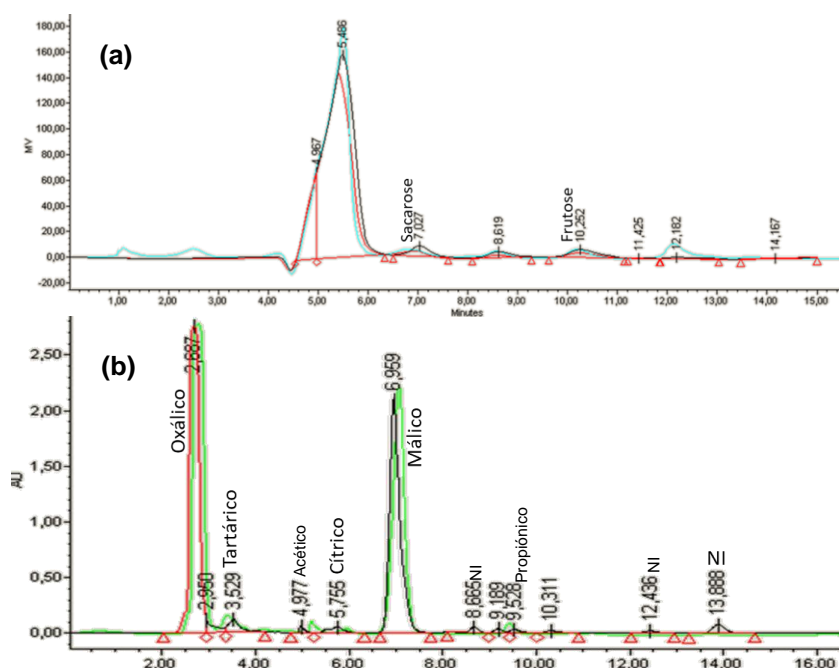 (a)
MV
180,00
160,00
140,00
120,00
100,00
80,00
60,00
40,00
20,00
0,00
-20,00
4,967
5,486
Sacarose
7,027
8,619
Frutose
10,252
11,425
12,182
14,167
1,00 2,00 3,00 4,00 5,00 6,00 7,00 8,00 9,00 10,00 11,00 12,00 13,00 14,00 15,00
Minutes
(b)
AU
2,50
2,00
1,50
1,00
0,50
0,00
Oxálico
2,687
2,950
Tartárico
3,529
Acético
4,977
Cítrico
5,755
6,959
Málico
8,665 NI
9,189
Propiónico
9,528
10,311
12,436 NI
NI
13,888
2,00 4,00 6,00 8,00 10,00 12,00 14,00 16,00